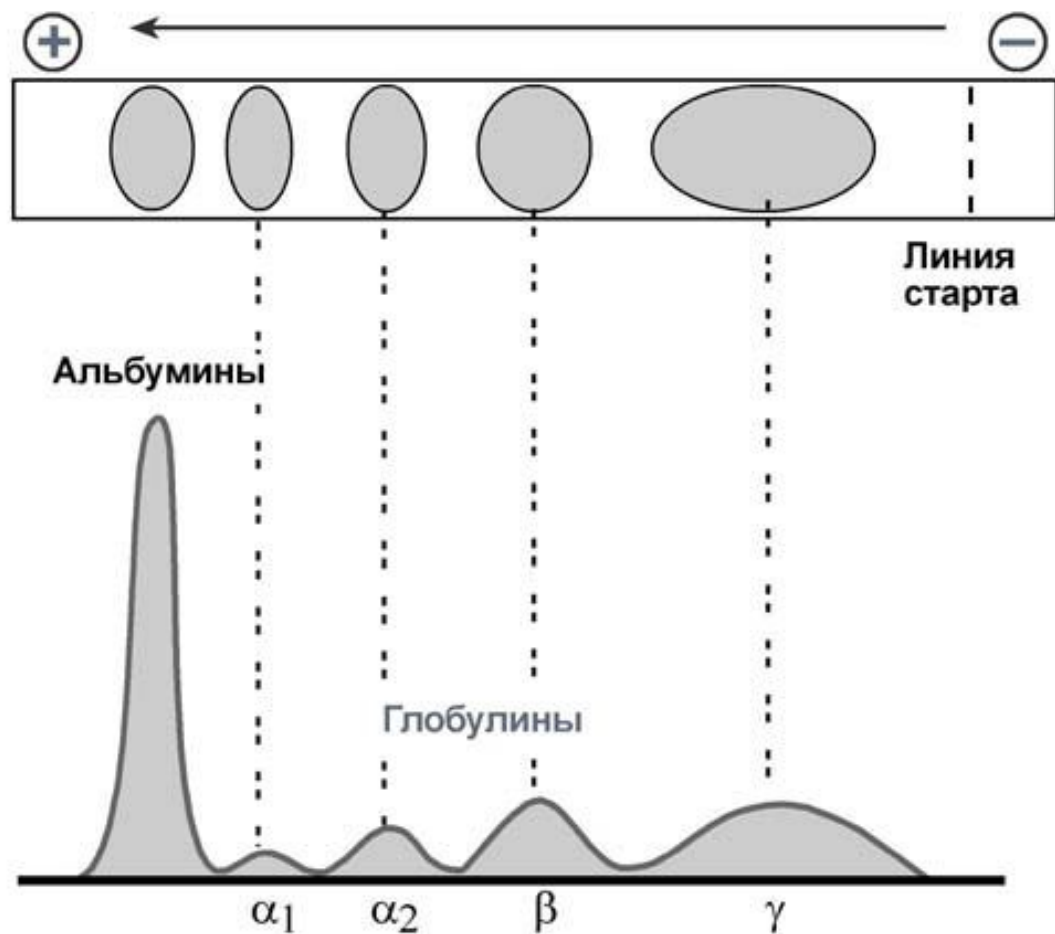 + −
Линия
старта
Альбумины
Глобулины
α1 α2 β γ